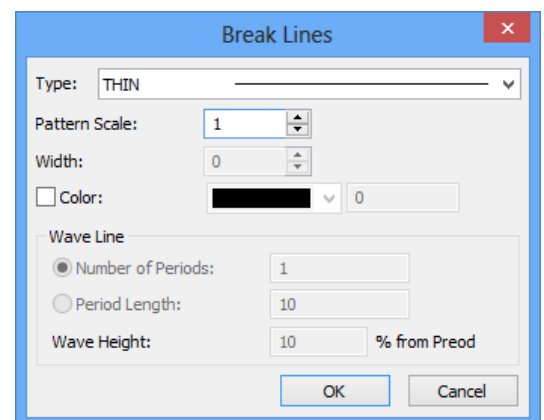 Break Lines
Type: THIN
Pattern Scale: 1
Width: 0
Color: 0
Wave Line
Number of Periods: 1
Period Length: 10
Wave Height: 10 % from Preod
OK Cancel